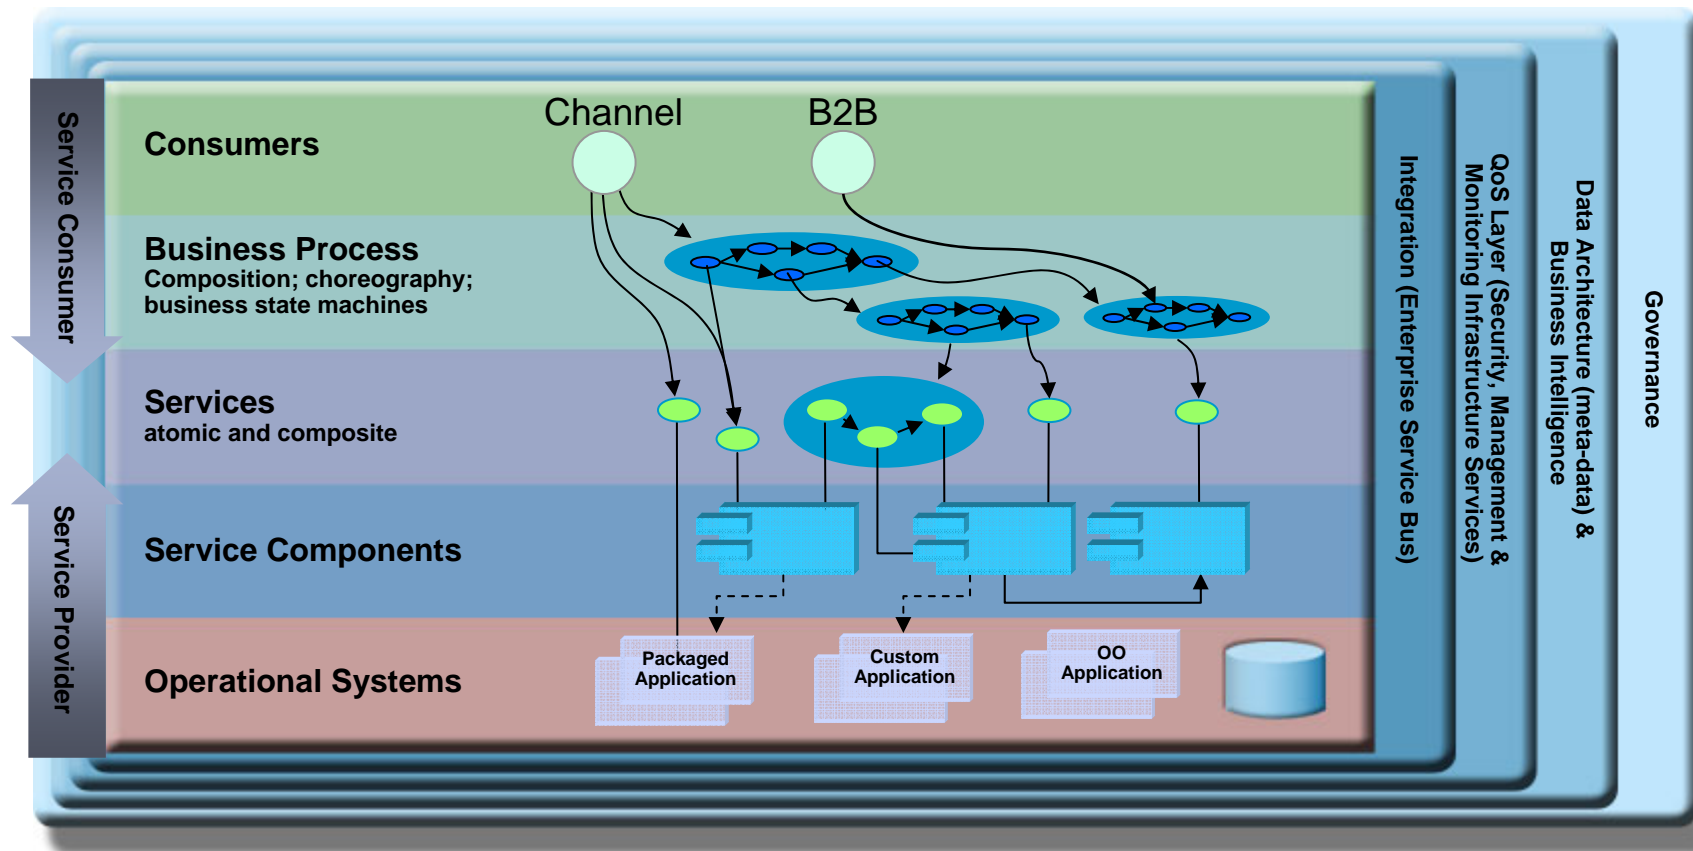 Channel
B2B
Consumers
Business Process
Composition; choreography;
business state machines
Services
atomic and composite
Service Components
Operational Systems
Packaged
Application
Custom
Application
OO
Application
Service Consumer
Service Provider
Integration (Enterprise Service Bus)
QoS Layer (Security, Management &
Monitoring Infrastructure Services)
Data Architecture (meta-data) &
Business Intelligence
Governance